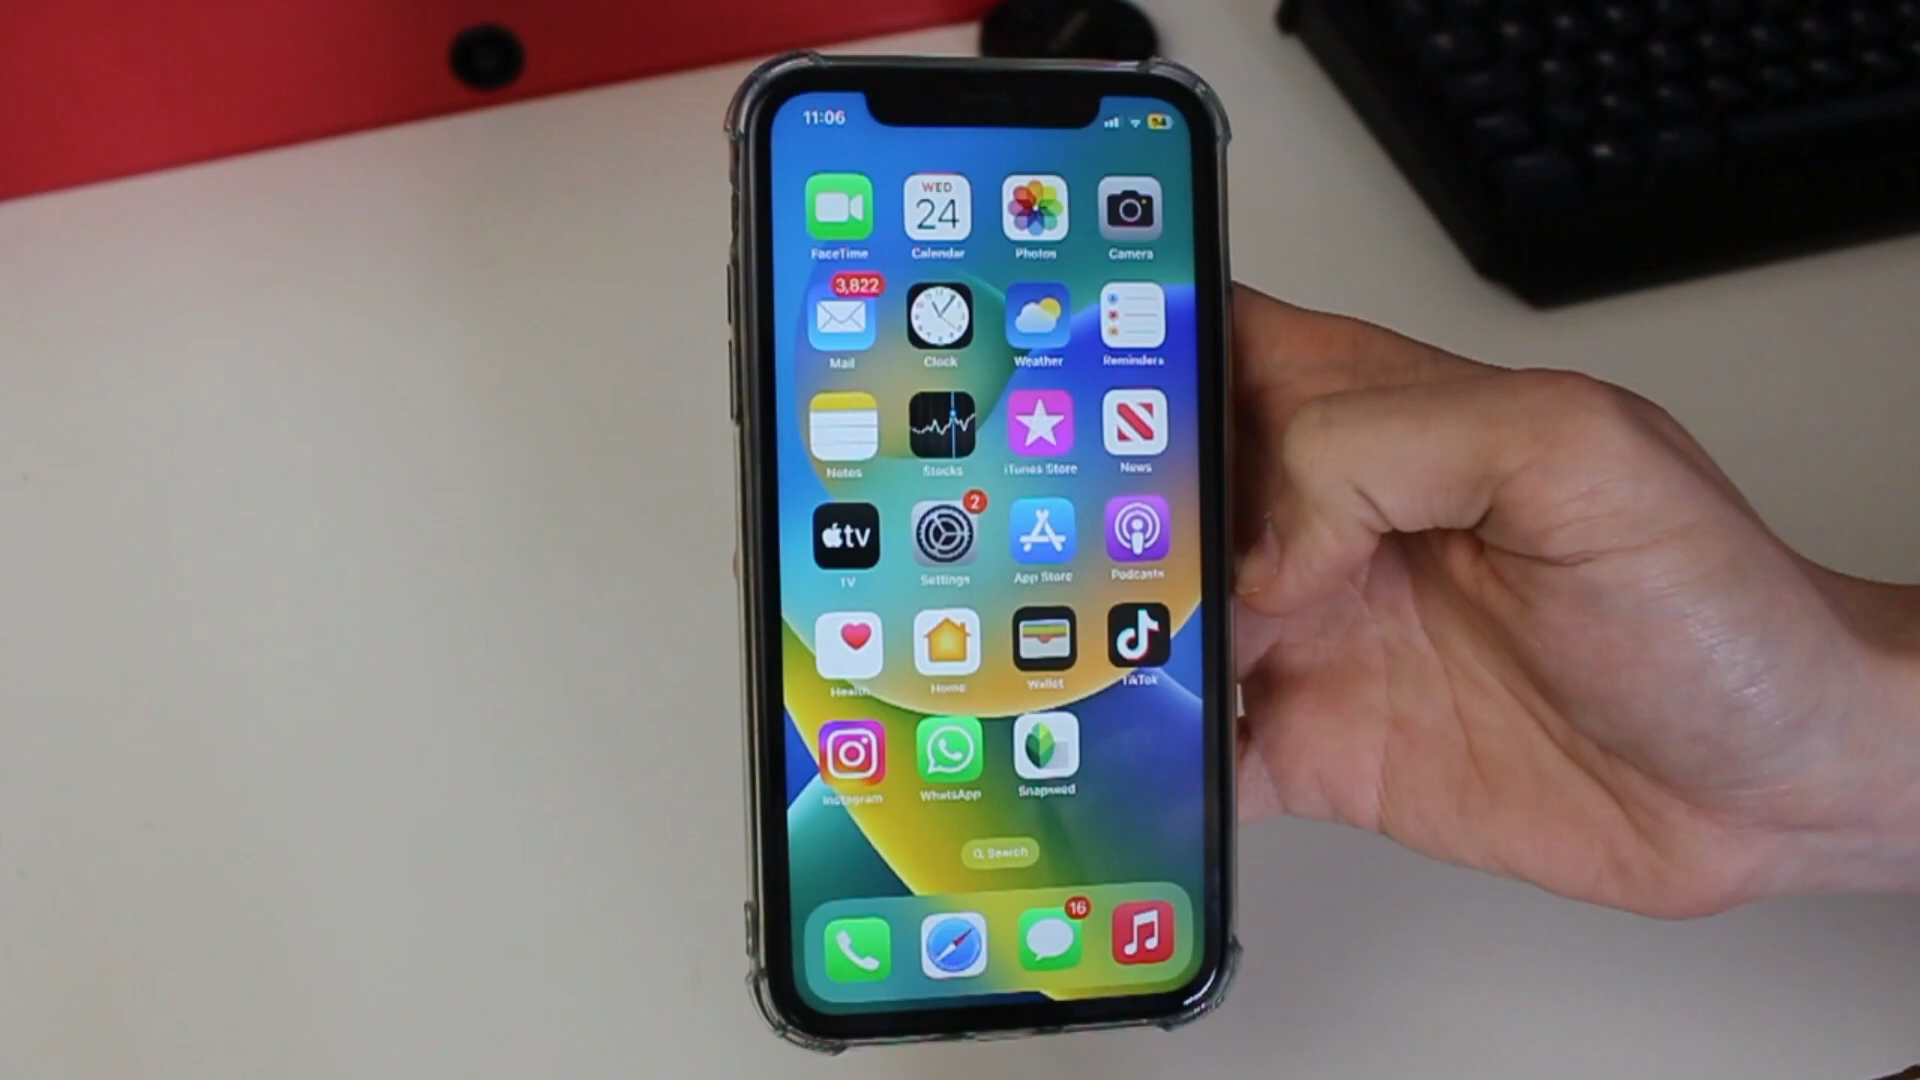 11:06
54
WED
24
FaceTime
Calendar
Photos
Camera
3,822
Mail
Clock
Weather
Reminders
Notes
Stocks
iTunes Store
News
tv
2
TV
Settings
App Store
Podcasts
Health
Home
Wallet
TikTok
Instagram
WhatsApp
Snapseed
Search
16